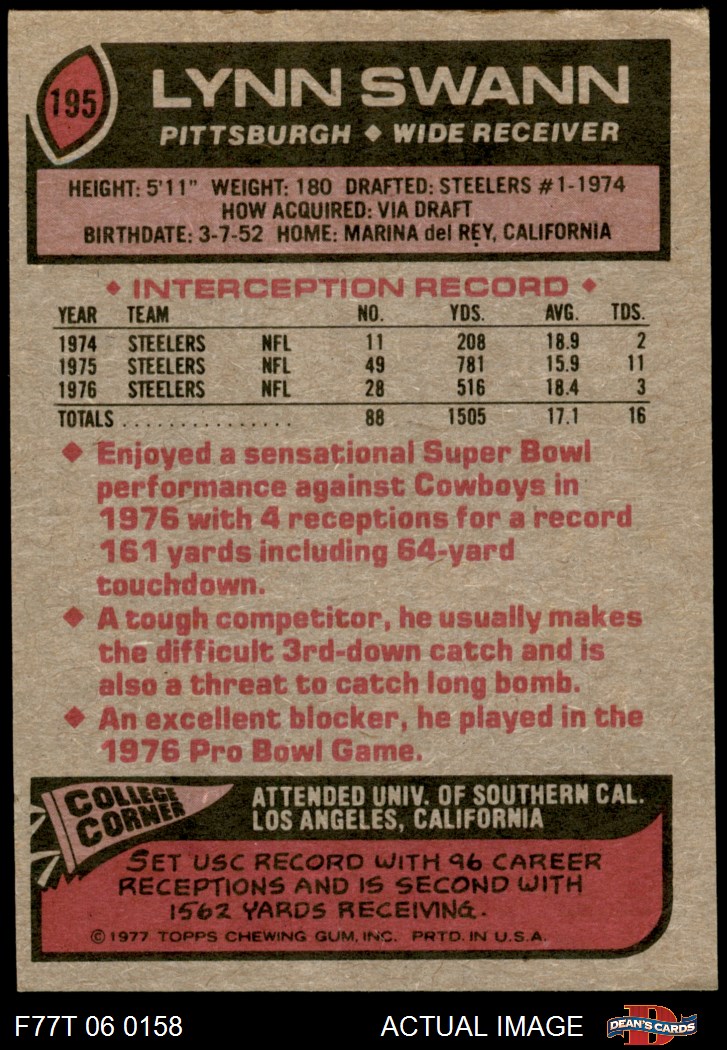 195
LYNN SWANN
PITTSBURGH ♦ WIDE RECEIVER
HEIGHT: 5'11" WEIGHT: 180 DRAFTED: STEELERS #1-1974
HOW ACQUIRED: VIA DRAFT
BIRTHDATE: 3-7-52 HOME: MARINA del REY, CALIFORNIA
♦ INTERCEPTION RECORD ♦
YEAR TEAM NO. YDS. AVG. TDS.
1974 STEELERS NFL 11 208 18.9 2
1975 STEELERS NFL 49 781 15.9 11
1976 STEELERS NFL 28 516 18.4 3
TOTALS . . . . . . . . . . . . . . . . 88 1505 17.1 16
♦ Enjoyed a sensational Super Bowl
performance against Cowboys in
1976 with 4 receptions for a record
161 yards including 64-yard
touchdown.
♦ A tough competitor, he usually makes
the difficult 3rd-down catch and is
also a threat to catch long bomb.
♦ An excellent blocker, he played in the
1976 Pro Bowl Game.
COLLEGE
CORNER
ATTENDED UNIV. OF SOUTHERN CAL.
LOS ANGELES, CALIFORNIA
SET USC RECORD WITH 96 CAREER
RECEPTIONS AND IS SECOND WITH
1562 YARDS RECEIVING.
© 1977 TOPPS CHEWING GUM, INC. PRTD. IN U.S.A.
F77T 06 0158 ACTUAL IMAGE D DEAN'S CARDS